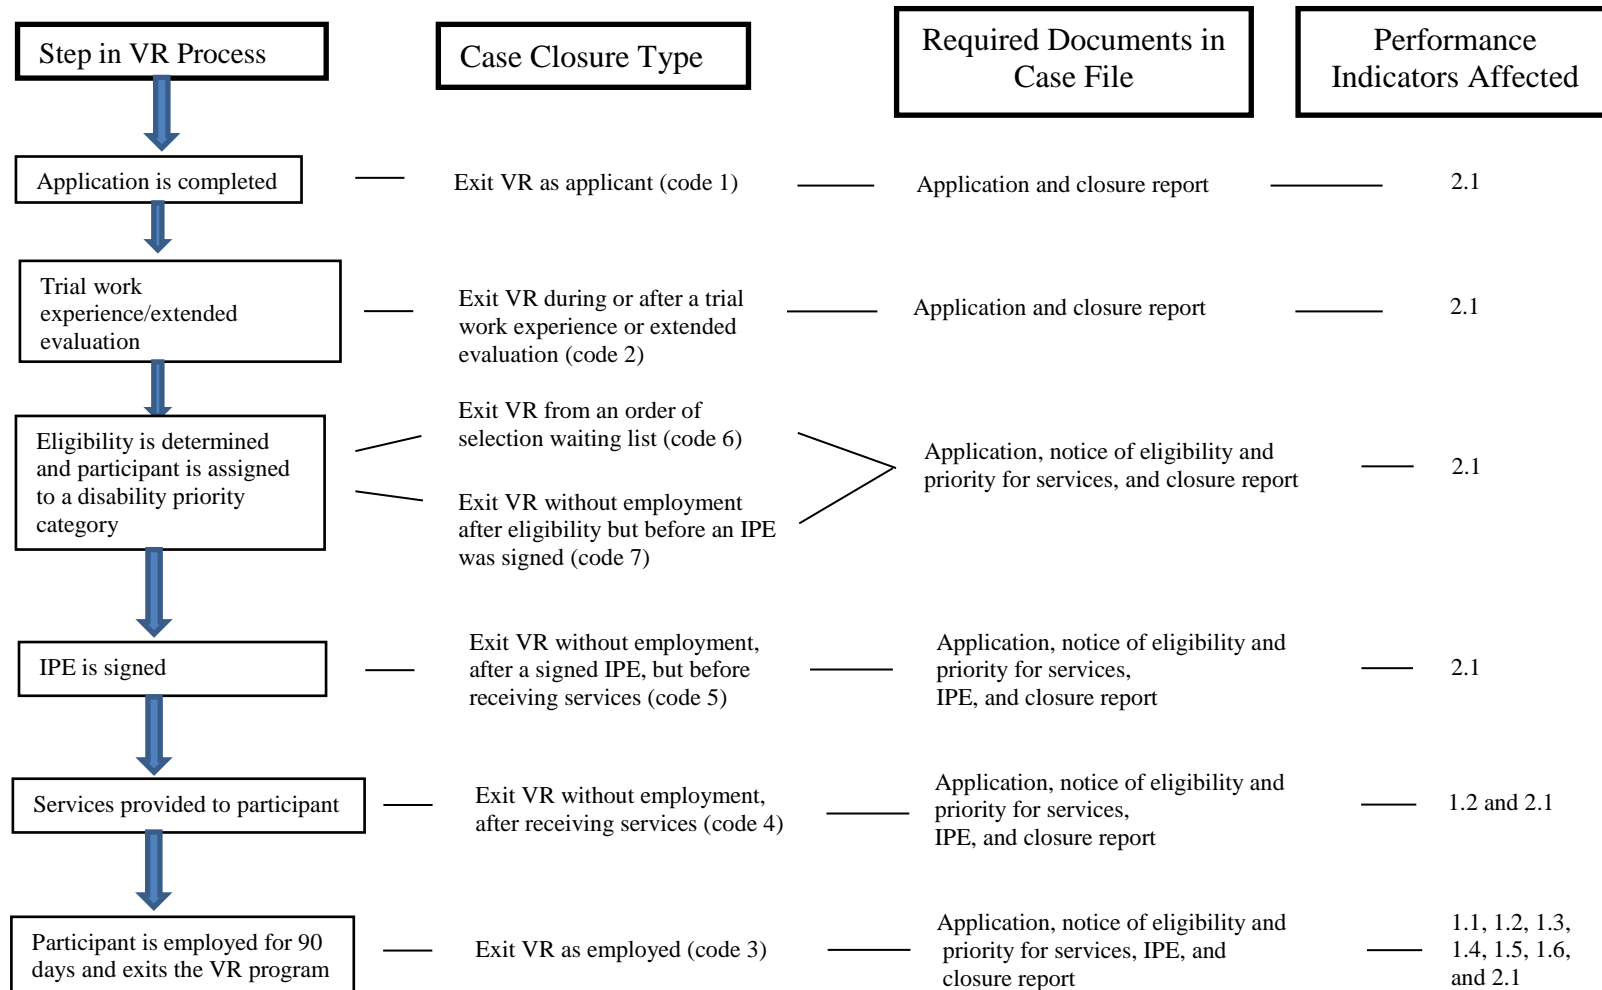 Step in VR Process
Case Closure Type
Required Documents in
Case File
Performance
Indicators Affected
Application is completed
Exit VR as applicant (code 1)
Application and closure report
2.1
Trial work
experience/extended
evaluation
Exit VR during or after a trial
work experience or extended
evaluation (code 2)
Application and closure report
2.1
Eligibility is determined
and participant is assigned
to a disability priority
category
Exit VR from an order of
selection waiting list (code 6)
Exit VR without employment
after eligibility but before an IPE
was signed (code 7)
Application, notice of eligibility and
priority for services, and closure report
2.1
IPE is signed
Exit VR without employment,
after a signed IPE, but before
receiving services (code 5)
Application, notice of eligibility and
priority for services,
IPE, and closure report
2.1
Services provided to participant
Exit VR without employment,
after receiving services (code 4)
Application, notice of eligibility and
priority for services,
IPE, and closure report
1.2 and 2.1
Participant is employed for 90
days and exits the VR program
Exit VR as employed (code 3)
Application, notice of eligibility and
priority for services, IPE, and
closure report
1.1, 1.2, 1.3,
1.4, 1.5, 1.6,
and 2.1